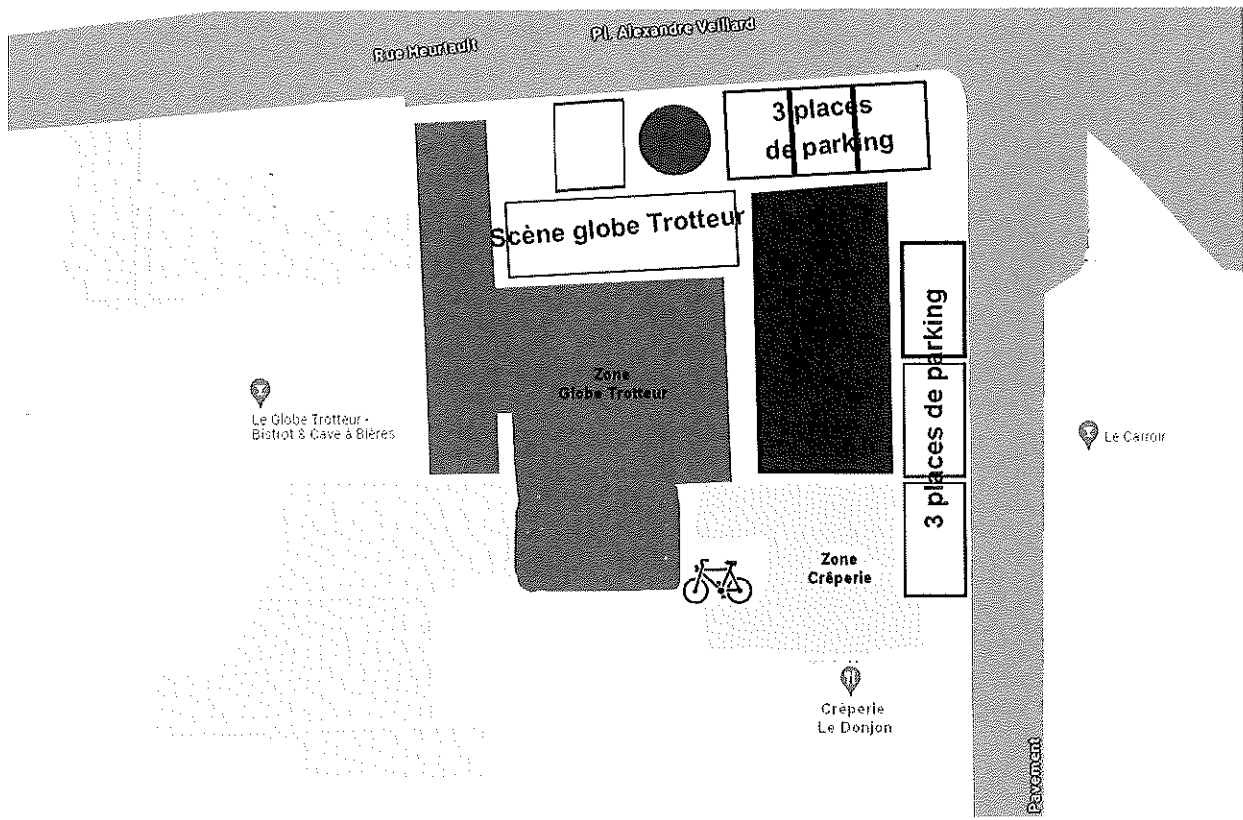 Rue Heurtault
Pl. Alexandre Veillard
3 places
de parking
Scène globe Trotteur
Zone
Globe Trotteur
3 places de parking
Le Globe Trotteur -
Bistrot & Cave à Bières
Le Carroir
Zone
Crêperie
Crêperie
Le Donjon
Pavement